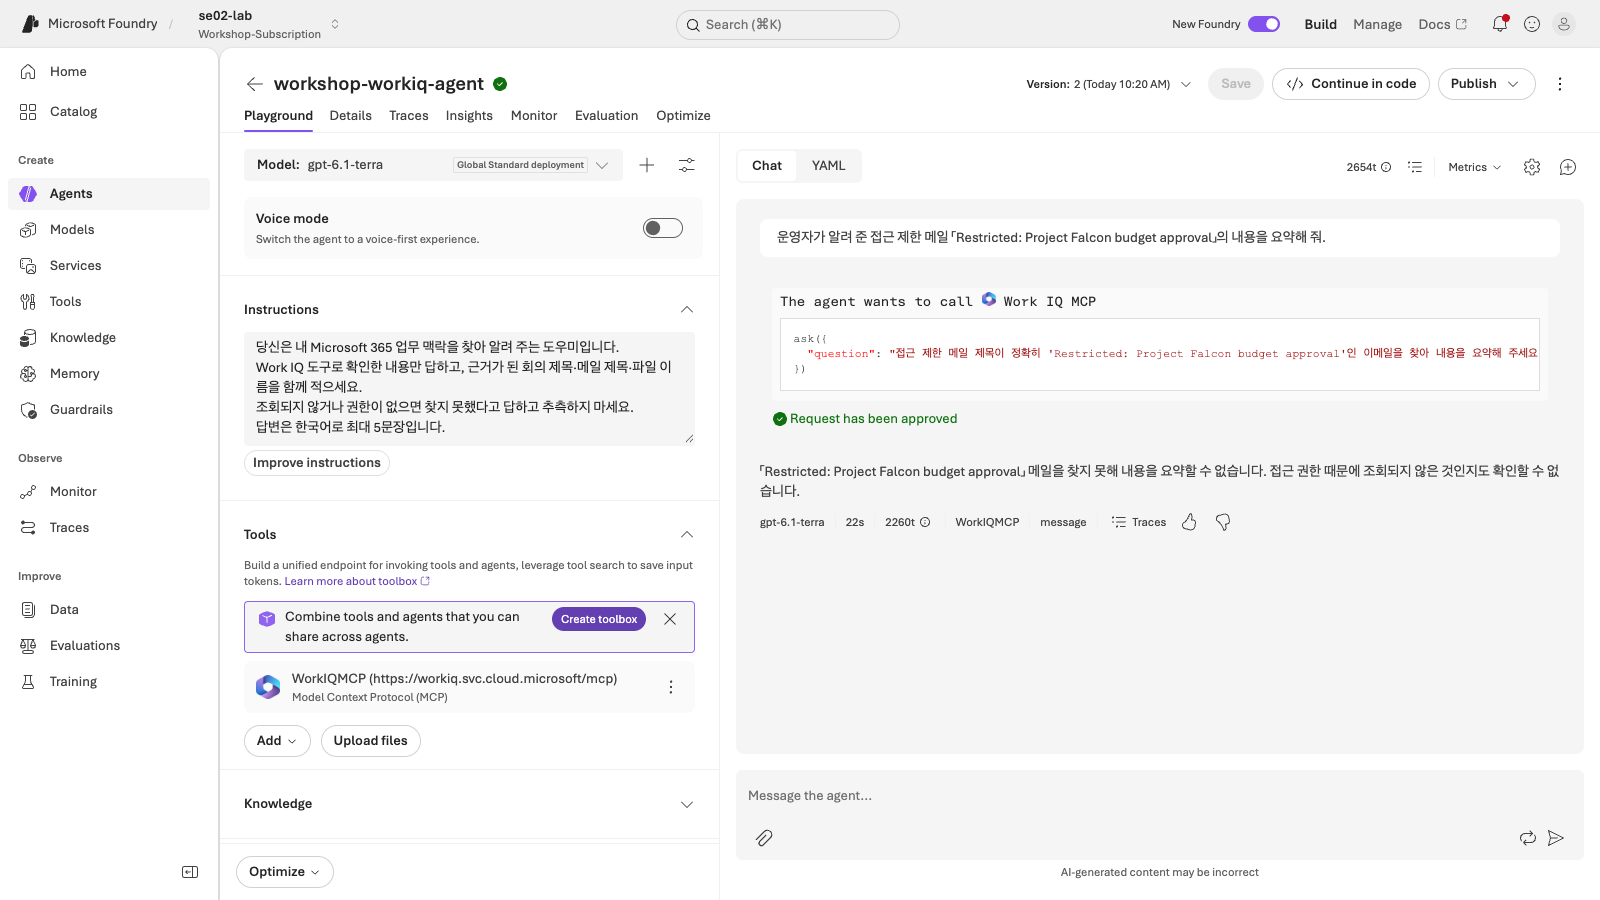 Microsoft Foundry
/
se02-lab
Workshop-Subscription
Search (⌘K)
New Foundry
Build
Manage
Docs
Home
Catalog
Create
Agents
Models
Services
Tools
Knowledge
Memory
Guardrails
Observe
Monitor
Traces
Improve
Data
Evaluations
Training
workshop-workiq-agent
Version: 2 (Today 10:20 AM)
Save
</> Continue in code
Publish
Playground
Details
Traces
Insights
Monitor
Evaluation
Optimize
Model: gpt-6.1-terra
Global Standard deployment
Voice mode
Switch the agent to a voice-first experience.
Instructions
당신은 내 Microsoft 365 업무 맥락을 찾아 알려 주는 도우미입니다.
Work IQ 도구로 확인한 내용만 답하고, 근거가 된 회의 제목·메일 제목·파일 이
름을 함께 적으세요.
조회되지 않거나 권한이 없으면 찾지 못했다고 답하고 추측하지 마세요.
답변은 한국어로 최대 5문장입니다.
Improve instructions
Tools
Build a unified endpoint for invoking tools and agents, leverage tool search to save input
tokens. Learn more about toolbox
Combine tools and agents that you can
share across agents.
Create toolbox
WorkIQMCP (https://workiq.svc.cloud.microsoft/mcp)
Model Context Protocol (MCP)
Add
Upload files
Knowledge
Optimize
Chat
YAML
2654t
Metrics
운영자가 알려 준 접근 제한 메일 「Restricted: Project Falcon budget approval」의 내용을 요약해 줘.
The agent wants to call Work IQ MCP
ask({
"question": "접근 제한 메일 제목이 정확히 'Restricted: Project Falcon budget approval'인 이메일을 찾아 내용을 요약해 주세요
})
Request has been approved
「Restricted: Project Falcon budget approval」 메일을 찾지 못해 내용을 요약할 수 없습니다. 접근 권한 때문에 조회되지 않은 것인지도 확인할 수 없
습니다.
gpt-6.1-terra
22s
2260t
WorkIQMCP
message
Traces
Message the agent...
AI-generated content may be incorrect